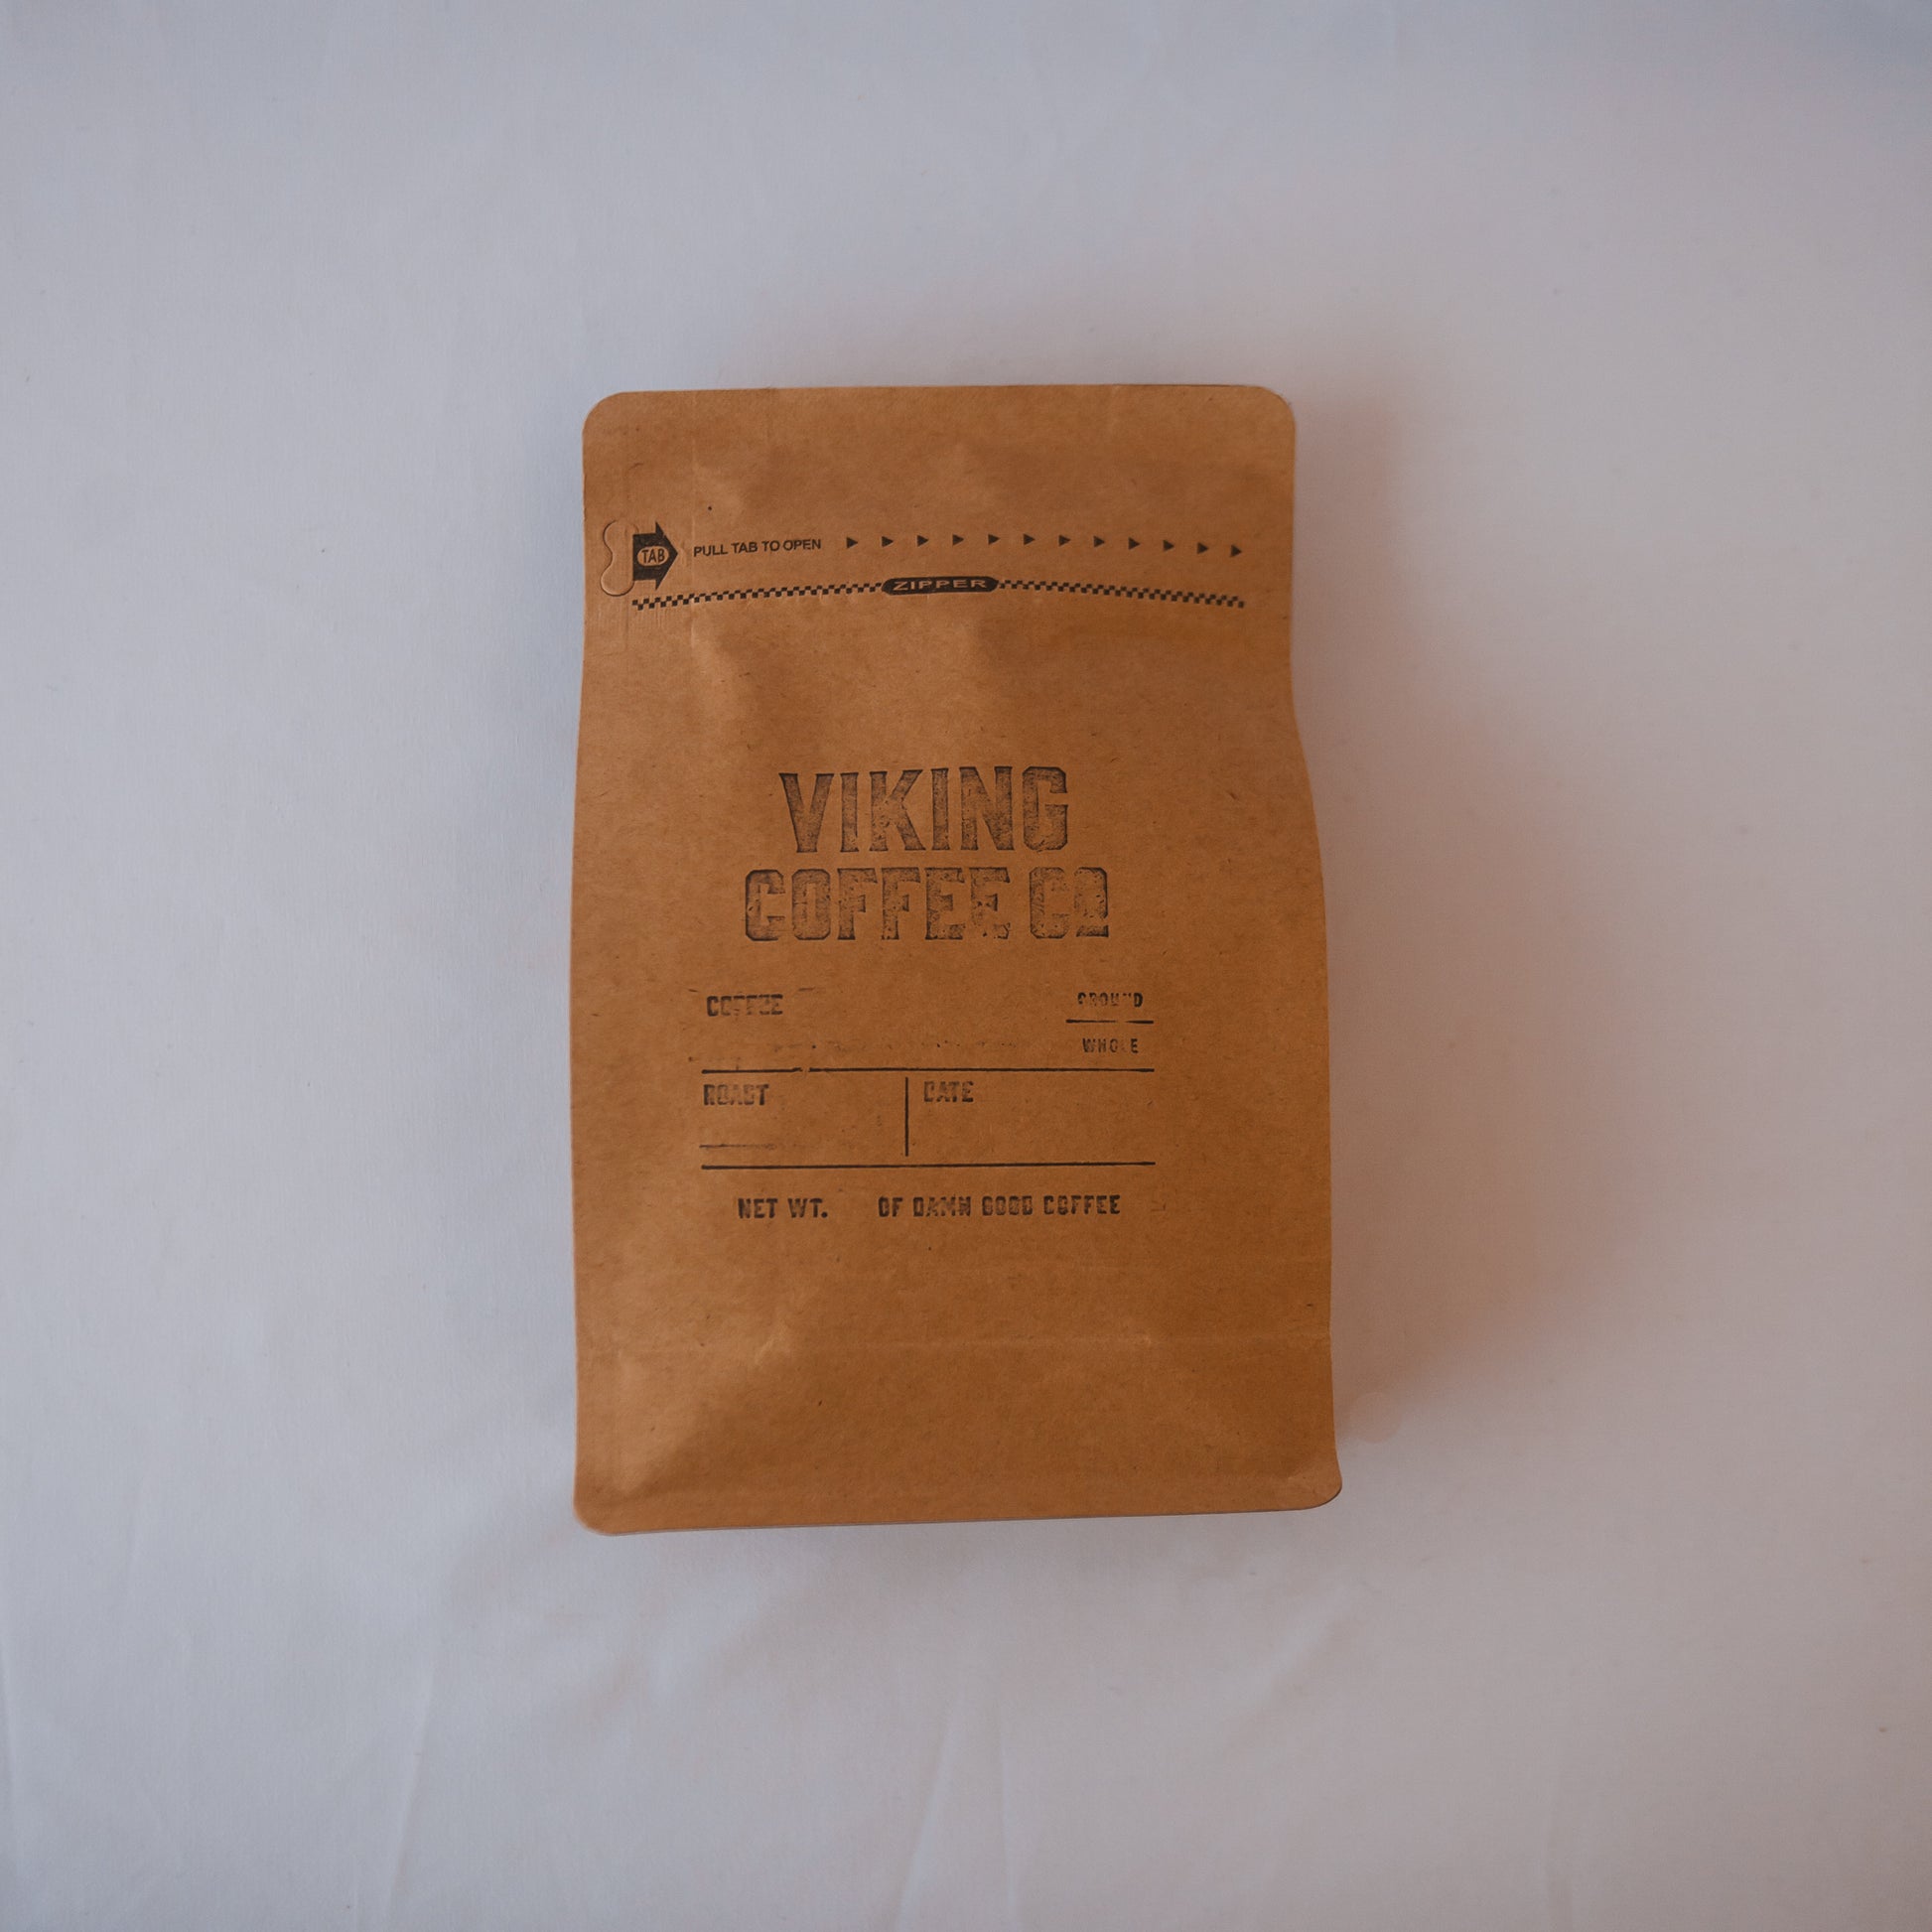 TAB PULL TAB TO OPEN
ZIPPER
VIKING
COFFEE CO
COFFEE
GROUND
WHOLE
ROAST DATE
NET WT. OF DAMN GOOD COFFEE